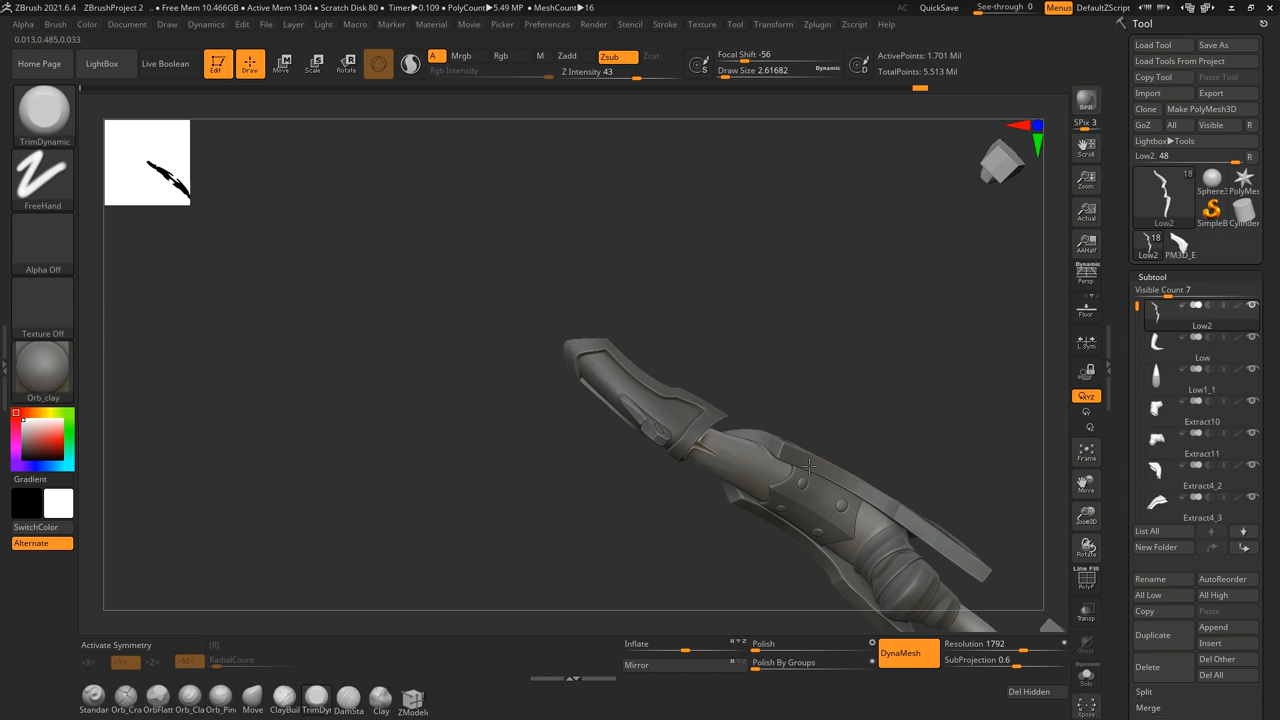 ZBrush 2021.6.4 ZBrushProject 2 .. • Free Mem 10.466GB • Active Mem 1304 • Scratch Disk 80 • Timer▶0.109 • PolyCount▶5.49 MP • MeshCount▶16 AC QuickSave See-through 0 Menus DefaultZScript
Alpha Brush Color Document Draw Dynamics Edit File Layer Light Macro Marker Material Movie Picker Preferences Render Stencil Stroke Texture Tool Transform Zplugin Zscript Help
0.013,0.485,0.033
Home Page LightBox Live Boolean Edit Draw Move Scale Rotate A Mrgb Rgb M Zadd Zsub Zcut
Rgb Intensity Z Intensity 43
Focal Shift -56
Draw Size 2.61682 Dynamic
ActivePoints: 1.701 Mil
TotalPoints: 5.513 Mil
TrimDynamic
FreeHand
Alpha Off
Texture Off
Orb_clay
Gradient
SwitchColor
Alternate
BPR
SPix 3
Scroll
Zoom
Actual
AAHalf
Dynamic
Persp
Floor
L.Sym
XYZ
Frame
Move
Zoom3D
Rotate
Line Fill
PolyF
Transp
Ghost
Dynamic
Solo
Xpose
Tool
Load Tool Save As
Load Tools From Project
Copy Tool Paste Tool
Import Export
Clone Make PolyMesh3D
GoZ All Visible R
Lightbox▶Tools
Low2. 48 R
18
Low2 Sphere3 PolyMes
SimpleB Cylinder
18
Low2 PM3D_E
Subtool
Visible Count 7
Low2
Low
Low1_1
Extract10
Extract11
Extract4_2
Extract4_3
List All
New Folder
Rename AutoReorder
All Low All High
Copy Paste
Duplicate Append
Insert
Delete Del Other
Del All
Split
Merge
Activate Symmetry (R)
>X< >Y< >Z< >M< RadialCount
Inflate X Y Z Polish
Mirror Polish By Groups
DynaMesh
Resolution 1792
SubProjection 0.6
Del Hidden
Standar Orb_Cra OrbFlatt Orb_Cla Orb_Pin Move ClayBuil TrimDyn DamSta Clay ZModele